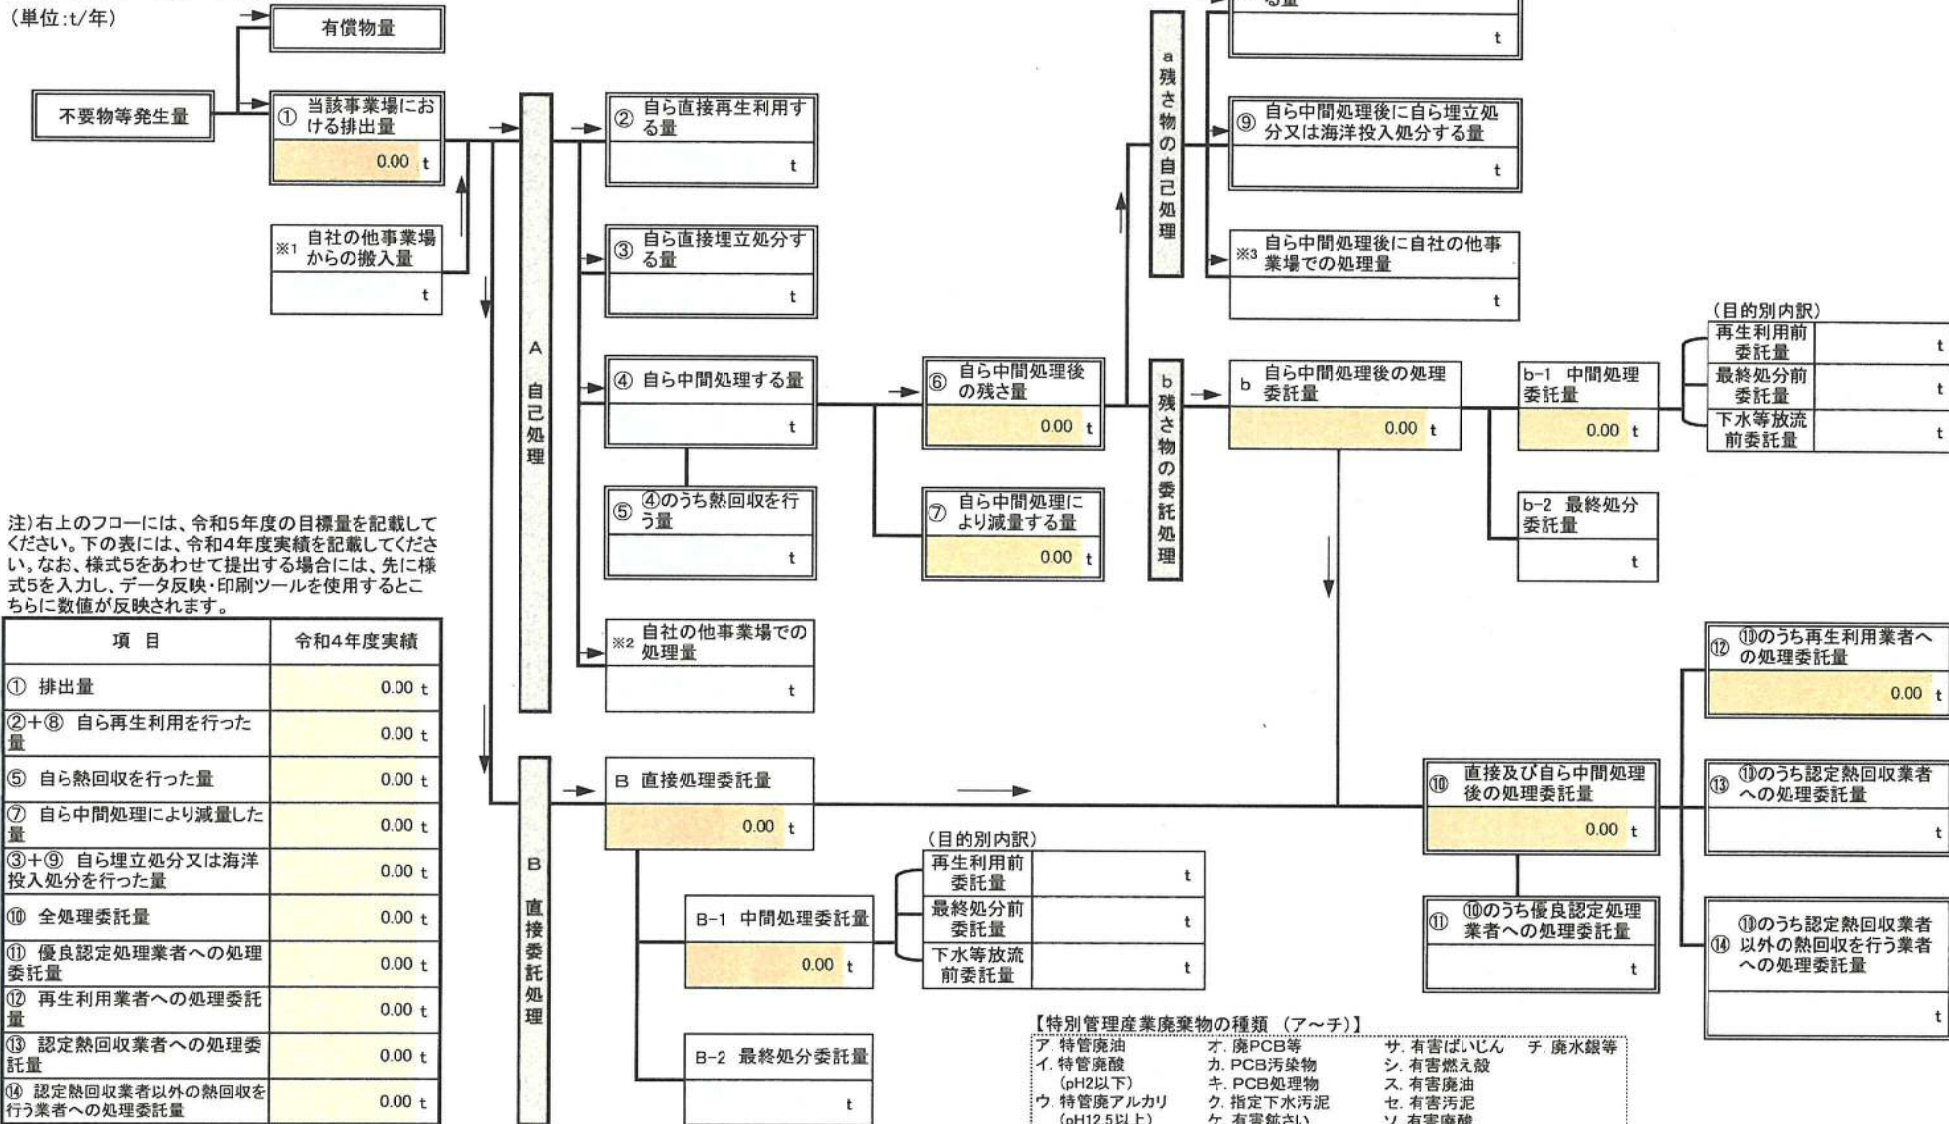 (単位:t/年)
有償物量
不要物等発生量
① 当該事業場にお
ける排出量
0.00 t
※1 自社の他事業場
からの搬入量
t
A 自己処理
② 自ら直接再生利用す
る量
t
③ 自ら直接埋立処分す
る量
t
④ 自ら中間処理する量
t
⑤ ④のうち熱回収を行
う量
t
※2 自社の他事業場での
処理量
t
⑥ 自ら中間処理後
の残さ量
0.00 t
⑦ 自ら中間処理に
より減量する量
0.00 t
a 残さ物の自己処理
る量
t
⑨ 自ら中間処理後に自ら埋立処
分又は海洋投入処分する量
t
※3 自ら中間処理後に自社の他事
業場での処理量
t
b 残さ物の委託処理
b 自ら中間処理後の処理
委託量
0.00 t
b-1 中間処理
委託量
0.00 t
(目的別内訳)
再生利用前
委託量 t
最終処分前
委託量 t
下水等放流
前委託量 t
b-2 最終処分
委託量
t
注)右上のフローには、令和5年度の目標量を記載して
ください。下の表には、令和4年度実績を記載してくださ
い。なお、様式5をあわせて提出する場合には、先に様
式5を入力し、データ反映・印刷ツールを使用するとこ
ちらに数値が反映されます。
項 目 令和4年度実績
① 排出量 0.00 t
②+⑧ 自ら再生利用を行った
量 0.00 t
⑤ 自ら熱回収を行った量 0.00 t
⑦ 自ら中間処理により減量した
量 0.00 t
③+⑨ 自ら埋立処分又は海洋
投入処分を行った量 0.00 t
⑩ 全処理委託量 0.00 t
⑪ 優良認定処理業者への処理
委託量 0.00 t
⑫ 再生利用業者への処理委託
量 0.00 t
⑬ 認定熱回収業者への処理委
託量 0.00 t
⑭ 認定熱回収業者以外の熱回収を
行う業者への処理委託量 0.00 t
B 直接委託処理
B 直接処理委託量
0.00 t
B-1 中間処理委託量
0.00 t
(目的別内訳)
再生利用前
委託量 t
最終処分前
委託量 t
下水等放流
前委託量 t
B-2 最終処分委託量
t
⑩ 直接及び自ら中間処理
後の処理委託量
0.00 t
⑪ ⑩のうち優良認定処理
業者への処理委託量
t
⑫ ⑩のうち再生利用業者へ
の処理委託量
0.00 t
⑬ ⑩のうち認定熱回収業者
への処理委託量
t
⑭ ⑩のうち認定熱回収業者
以外の熱回収を行う業者
への処理委託量
t
【特別管理産業廃棄物の種類 (ア~チ)】
ア. 特管廃油 オ. 廃PCB等 サ. 有害ばいじん チ. 廃水銀等
イ. 特管廃酸 カ. PCB汚染物 シ. 有害燃え殻
(pH2以下) キ. PCB処理物 ス. 有害廃油
ウ. 特管廃アルカリ ク. 指定下水汚泥 セ. 有害汚泥
(pH12.5以上) ケ. 有害鉱さい ソ. 有害廃酸